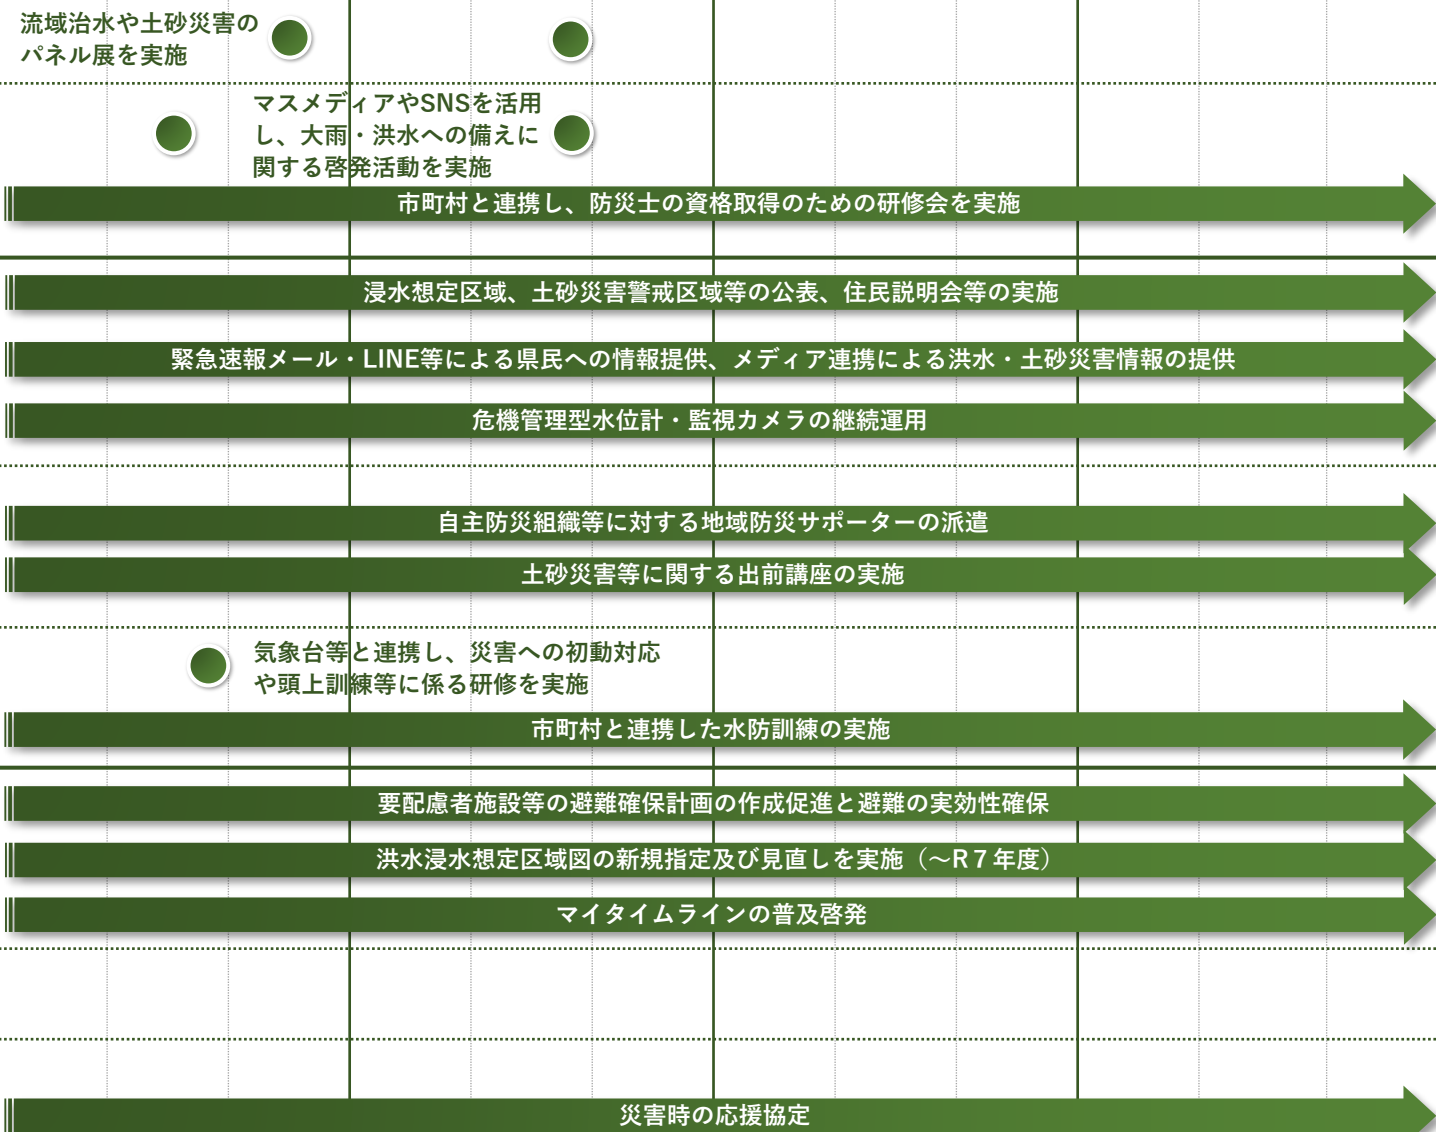 流域治水や土砂災害の
パネル展を実施
マスメディアやSNSを活用
し、大雨・洪水への備えに
関する啓発活動を実施
市町村と連携し、防災士の資格取得のための研修会を実施
浸水想定区域、土砂災害警戒区域等の公表、住民説明会等の実施
緊急速報メール・LINE等による県民への情報提供、メディア連携による洪水・土砂災害情報の提供
危機管理型水位計・監視カメラの継続運用
自主防災組織等に対する地域防災サポーターの派遣
土砂災害等に関する出前講座の実施
気象台等と連携し、災害への初動対応
や頭上訓練等に係る研修を実施
市町村と連携した水防訓練の実施
要配慮者施設等の避難確保計画の作成促進と避難の実効性確保
洪水浸水想定区域図の新規指定及び見直しを実施（～R７年度）
マイタイムラインの普及啓発
災害時の応援協定